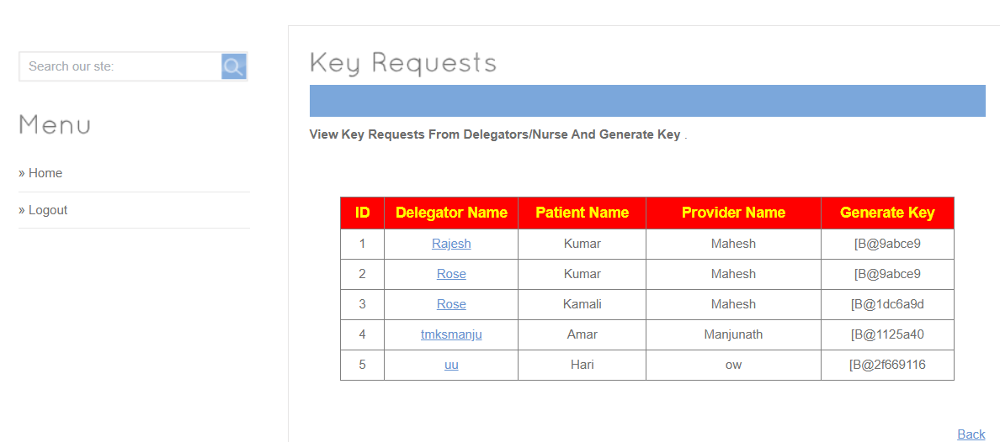 Search our ste:
Menu
» Home
» Logout
Key Requests
View Key Requests From Delegators/Nurse And Generate Key .
ID Delegator Name Patient Name Provider Name Generate Key
1 Rajesh Kumar Mahesh [B@9abce9
2 Rose Kumar Mahesh [B@9abce9
3 Rose Kamali Mahesh [B@1dc6a9d
4 tmksmanju Amar Manjunath [B@1125a40
5 uu Hari ow [B@2f669116
Back